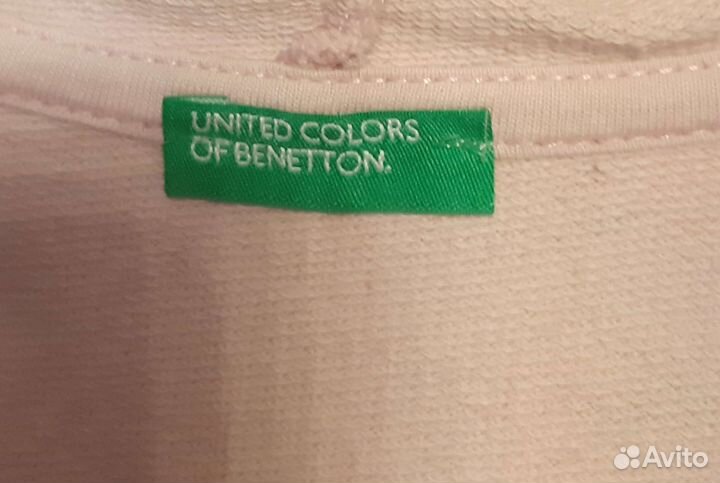 UNITED COLORS
OF BENETTON.
Avito